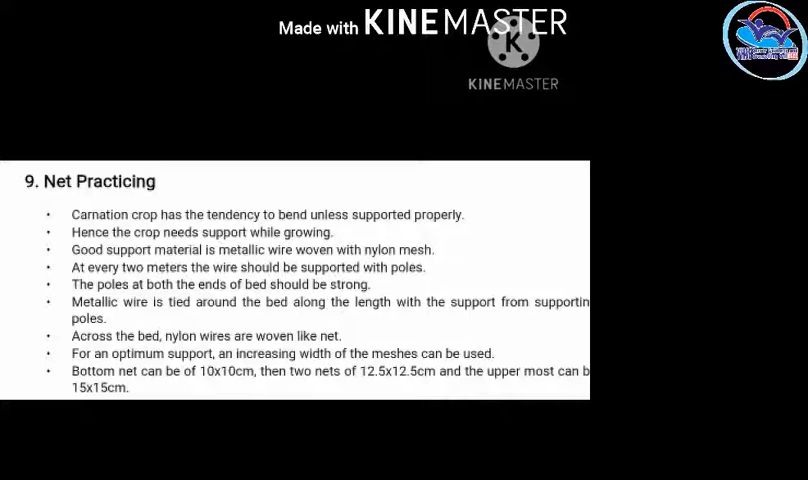 Made with KINEMASTER
K
KINEMASTER
9. Net Practicing
• Carnation crop has the tendency to bend unless supported properly.
• Hence the crop needs support while growing.
• Good support material is metallic wire woven with nylon mesh.
• At every two meters the wire should be supported with poles.
• The poles at both the ends of bed should be strong.
• Metallic wire is tied around the bed along the length with the support from supportin
poles.
• Across the bed, nylon wires are woven like net.
• For an optimum support, an increasing width of the meshes can be used.
• Bottom net can be of 10x10cm, then two nets of 12.5x12.5cm and the upper most can b
15x15cm.